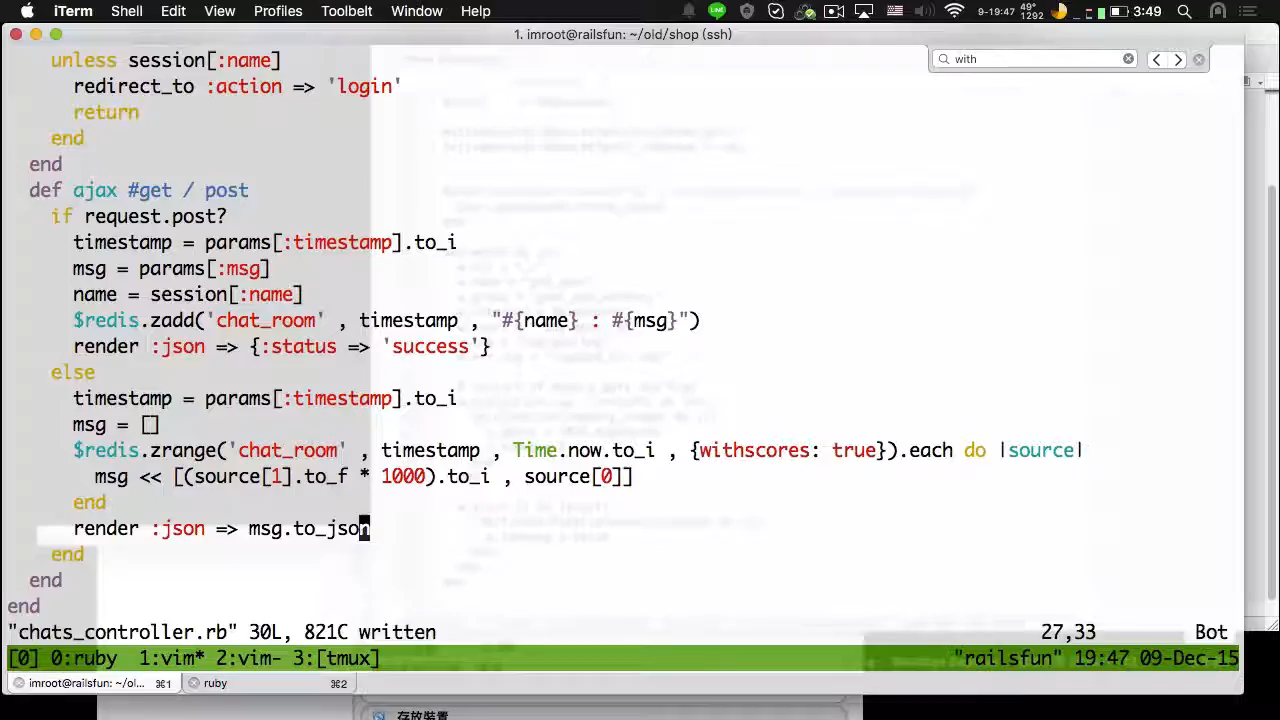 iTerm Shell Edit View Profiles Toolbelt Window Help 9-19:47 49° 1292 3:49
1. imroot@railsfun: ~/old/shop (ssh)
with
unless session[:name]
redirect_to :action => 'login'
return
end
end
def ajax #get / post
if request.post?
timestamp = params[:timestamp].to_i
msg = params[:msg]
name = session[:name]
$redis.zadd('chat_room' , timestamp , "#{name} : #{msg}")
render :json => {:status => 'success'}
else
timestamp = params[:timestamp].to_i
msg = []
$redis.zrange('chat_room' , timestamp , Time.now.to_i , {withscores: true}).each do |source|
msg << [(source[1].to_f * 1000).to_i , source[0]]
end
render :json => msg.to_json
end
end
end
"chats_controller.rb" 30L, 821C written 27,33 Bot
[0] 0:ruby 1:vim* 2:vim- 3:[tmux] "railsfun" 19:47 09-Dec-15
imroot@railsfun: ~/ol... ⌘1 ruby ⌘2
存放裝置